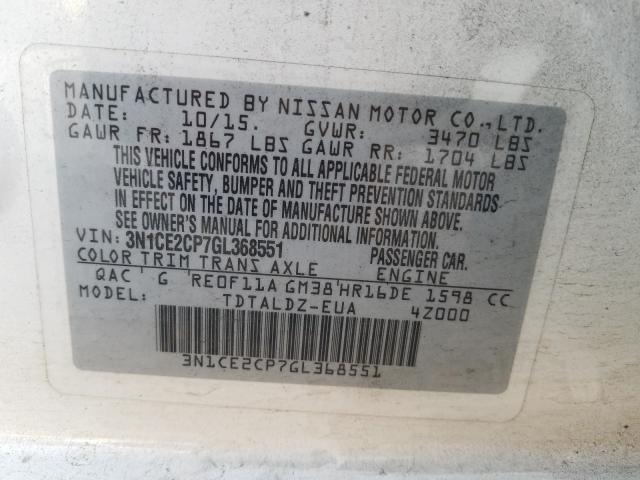 MANUFACTURED BY NISSAN MOTOR CO.,LTD.
DATE: 10/15. GVWR: 3470 LBS
GAWR FR: 1867 LBS GAWR RR: 1704 LBS
THIS VEHICLE CONFORMS TO ALL APPLICABLE FEDERAL MOTOR
VEHICLE SAFETY, BUMPER AND THEFT PREVENTION STANDARDS
IN EFFECT ON THE DATE OF MANUFACTURE SHOWN ABOVE.
SEE OWNER'S MANUAL FOR ADDITIONAL INFORMATION.
VIN: 3N1CE2CP7GL368551 PASSENGER CAR.
COLOR TRIM TRANS AXLE ENGINE
QAC G RE0F11A GM38 HR16DE 1598 CC
MODEL: TDTALDZ-EUA 4Z000
3N1CE2CP7GL368551